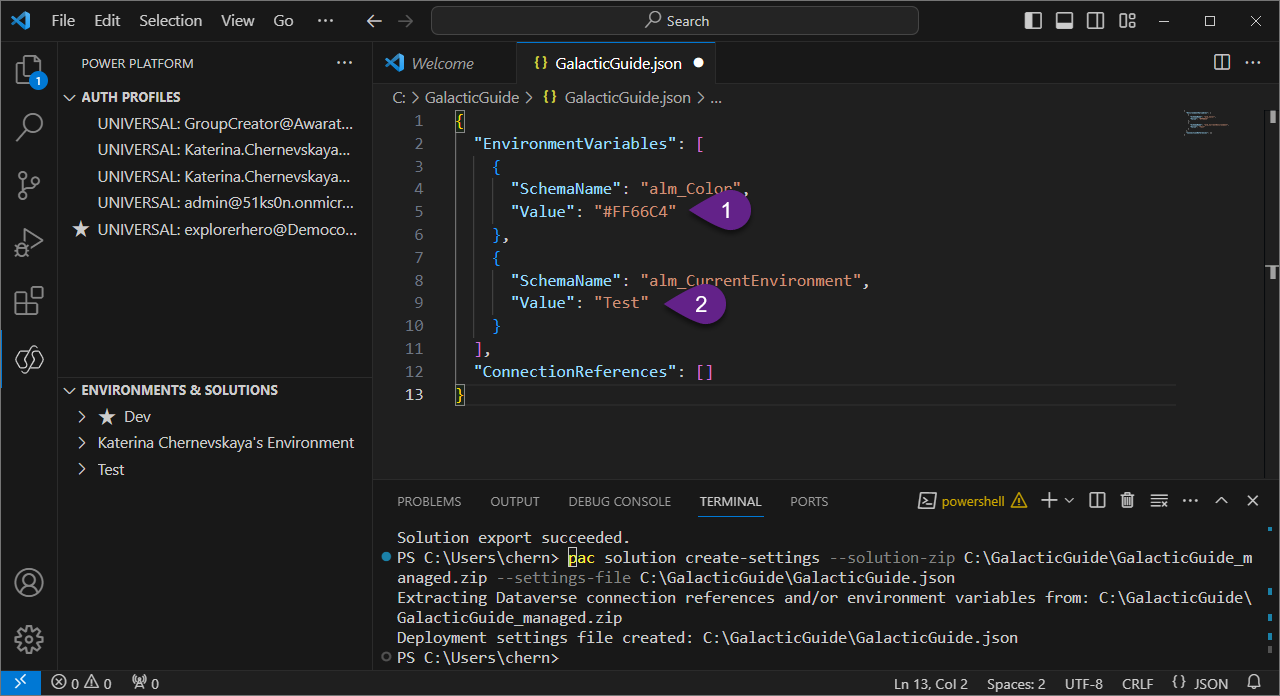 File Edit Selection View Go ··· Search
1
POWER PLATFORM ···
AUTH PROFILES
UNIVERSAL: GroupCreator@Awarat...
UNIVERSAL: Katerina.Chernevskaya...
UNIVERSAL: Katerina.Chernevskaya...
UNIVERSAL: admin@51ks0n.onmicr...
UNIVERSAL: explorerhero@Democo...
ENVIRONMENTS & SOLUTIONS
Dev
Katerina Chernevskaya's Environment
Test
Welcome {} GalacticGuide.json
C: > GalacticGuide > {} GalacticGuide.json > ...
1 {
2 "EnvironmentVariables": [
3 {
4 "SchemaName": "alm_Color",
5 "Value": "#FF66C4"
1
6 },
7 {
8 "SchemaName": "alm_CurrentEnvironment",
9 "Value": "Test"
2
10 }
11 ],
12 "ConnectionReferences": []
13 }
PROBLEMS OUTPUT DEBUG CONSOLE TERMINAL PORTS powershell
Solution export succeeded.
PS C:\Users\chern> pac solution create-settings --solution-zip C:\GalacticGuide\GalacticGuide_m
anaged.zip --settings-file C:\GalacticGuide\GalacticGuide.json
Extracting Dataverse connection references and/or environment variables from: C:\GalacticGuide\
GalacticGuide_managed.zip
Deployment settings file created: C:\GalacticGuide\GalacticGuide.json
PS C:\Users\chern>
0 0 0 Ln 13, Col 2 Spaces: 2 UTF-8 CRLF {} JSON